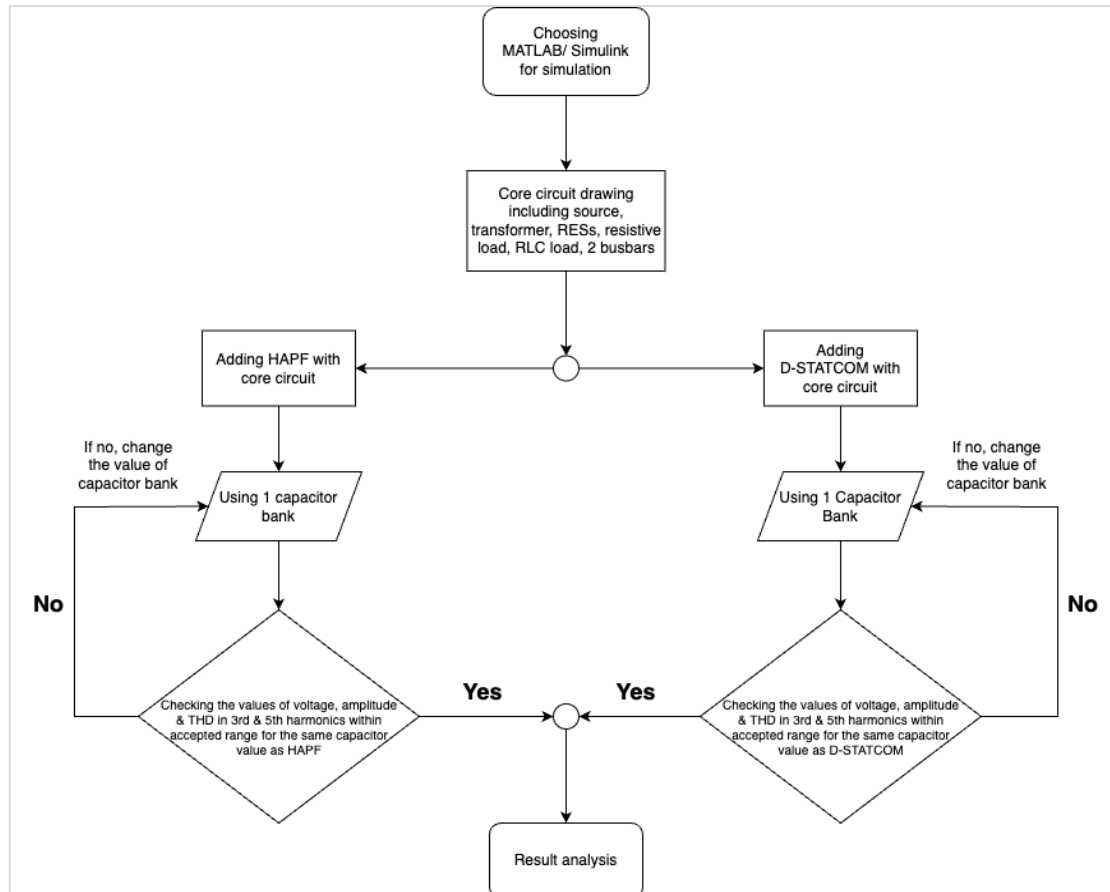 Choosing
MATLAB/ Simulink
for simulation
Core circuit drawing
including source,
transformer, RESs, resistive
load, RLC load, 2 busbars
Adding HAPF with
core circuit
Adding
D-STATCOM with
core circuit
If no, change
the value of
capacitor bank
Using 1 capacitor
bank
Using 1 Capacitor
Bank
If no, change
the value of
capacitor bank
No
No
Yes
Yes
Checking the values of voltage, amplitude
& THD in 3rd & 5th harmonics within
accepted range for the same capacitor
value as HAPF
Checking the values of voltage, amplitude
& THD in 3rd & 5th harmonics within
accepted range for the same capacitor
value as D-STATCOM
Result analysis